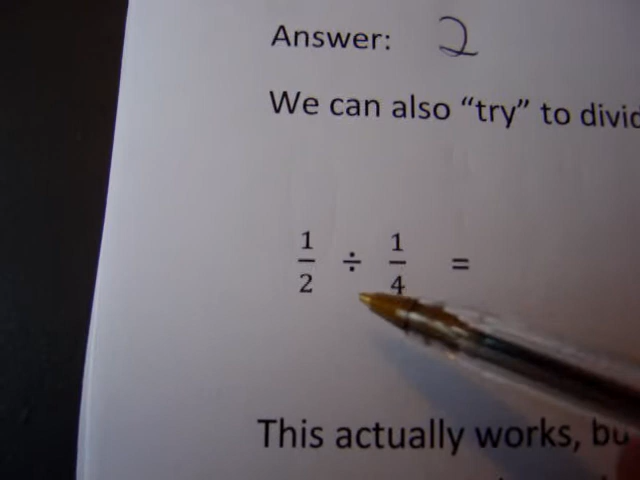 Answer: 2
We can also “try” to divid
1/2 ÷ 1/4 =
This actually works, bu